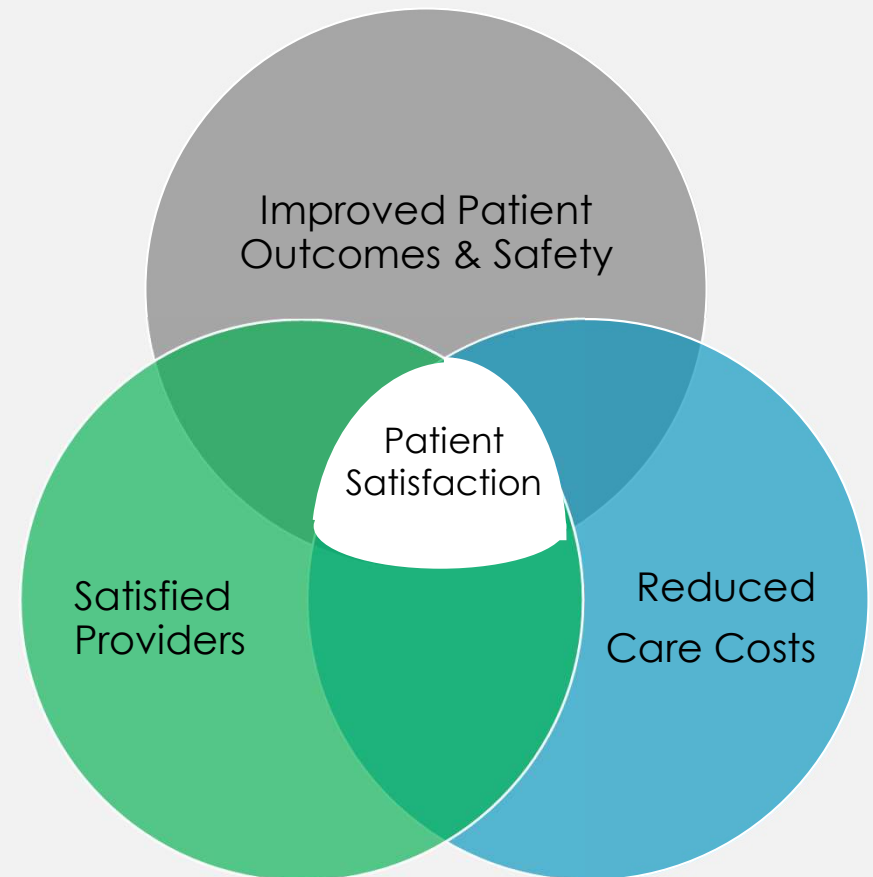 Improved Patient
Outcomes & Safety
Patient
Satisfaction
Satisfied
Providers
Reduced
Care Costs